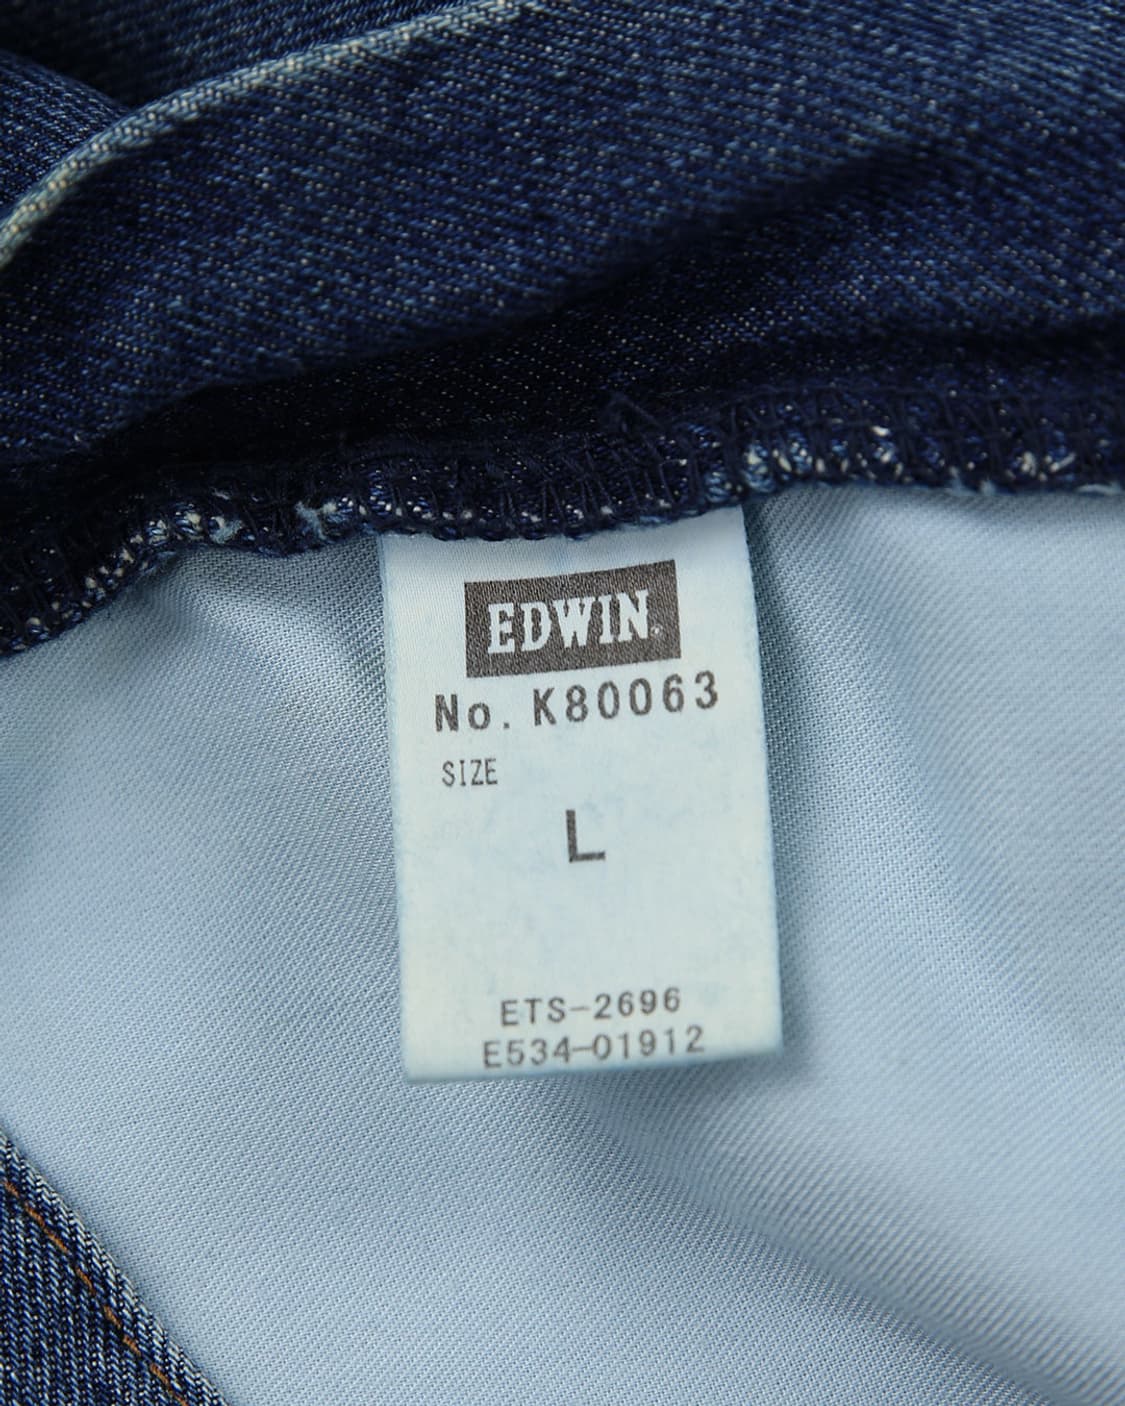 EDWIN.
No. K80063
SIZE
L
ETS-2696
E534-01912